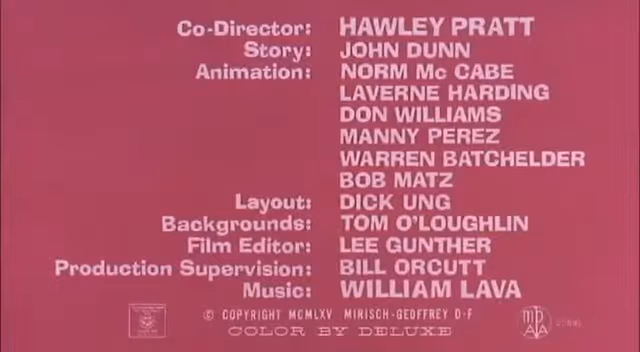 Co-Director: HAWLEY PRATT
Story: JOHN DUNN
Animation: NORM Mc CABE
LAVERNE HARDING
DON WILLIAMS
MANNY PEREZ
WARREN BATCHELDER
BOB MATZ
Layout: DICK UNG
Backgrounds: TOM O'LOUGHLIN
Film Editor: LEE GUNTHER
Production Supervision: BILL ORCUTT
Music: WILLIAM LAVA
© COPYRIGHT MCMLXV MIRISCH-GEOFFREY D-F
COLOR BY DELUXE